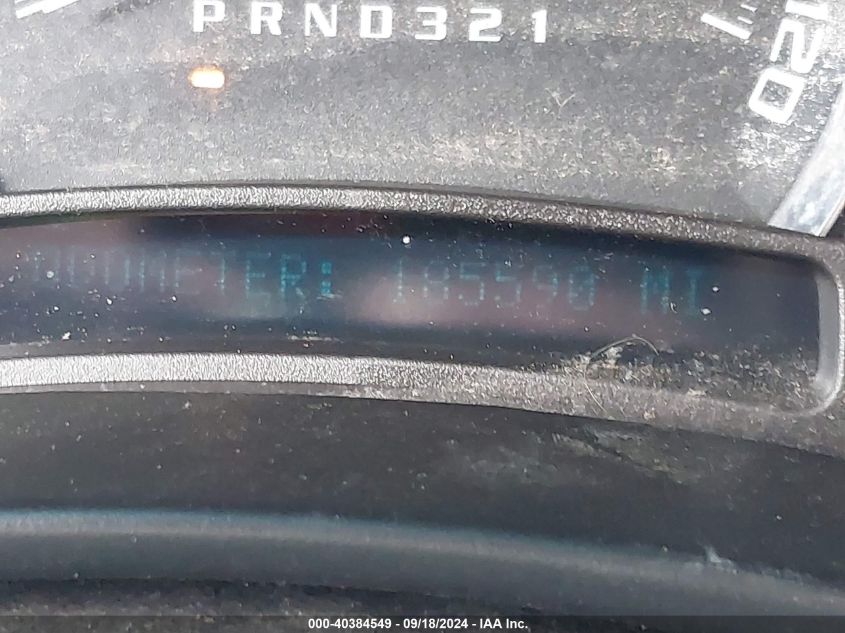 PRND321
120
ODOMETER: 185590 MI
000-40384549 - 09/18/2024 - IAA Inc.